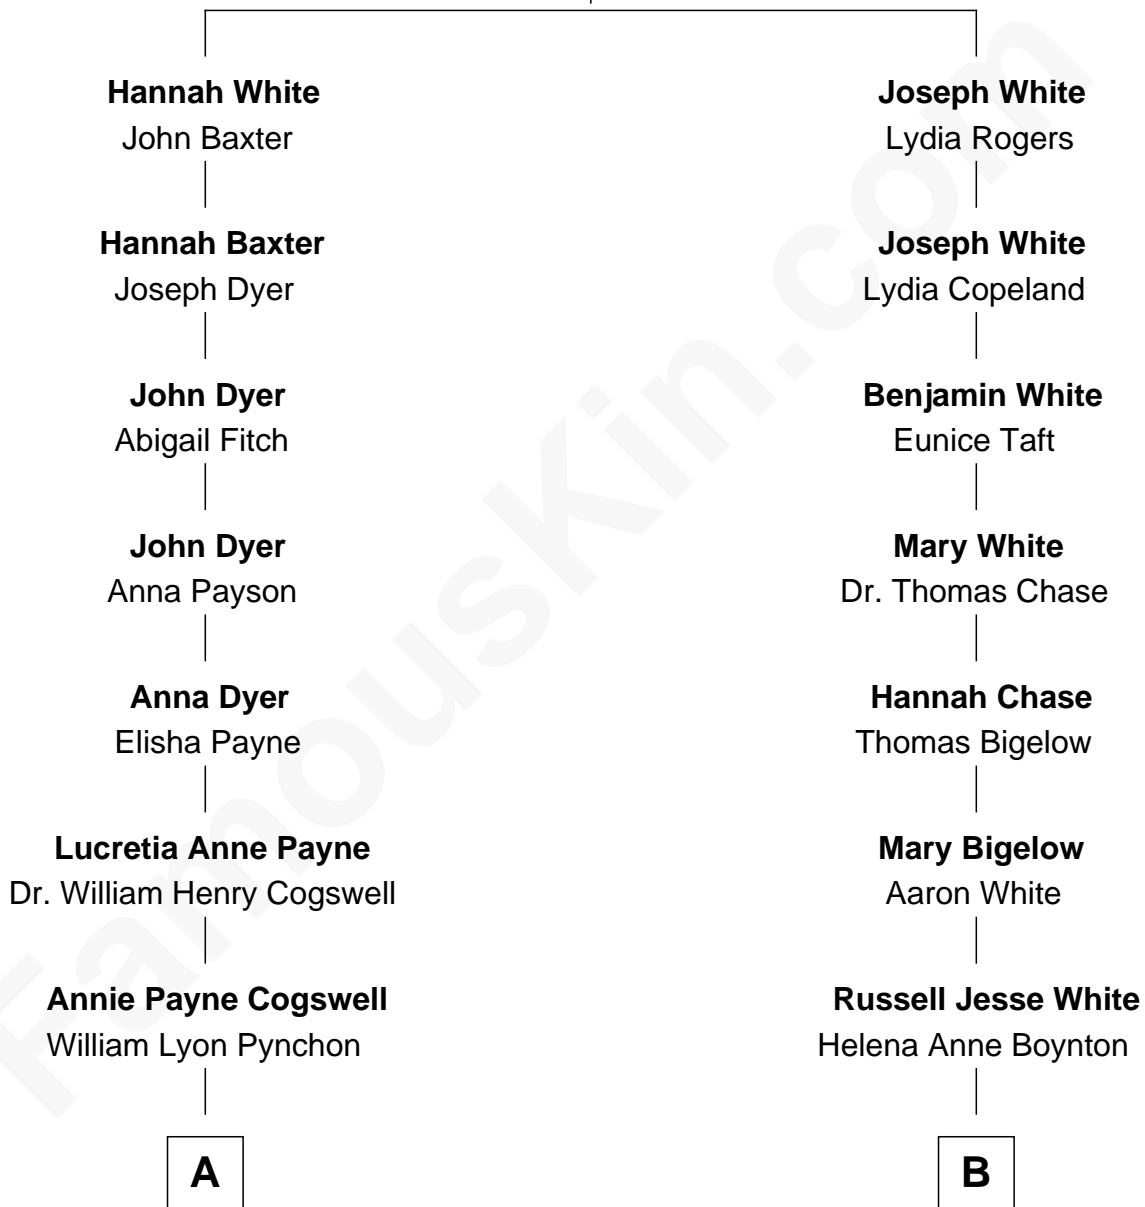 Hannah White
John Baxter
Hannah Baxter
Joseph Dyer
John Dyer
Abigail Fitch
John Dyer
Anna Payson
Anna Dyer
Elisha Payne
Lucretia Anne Payne
Dr. William Henry Cogswell
Annie Payne Cogswell
William Lyon Pynchon
A
Joseph White
Lydia Rogers
Joseph White
Lydia Copeland
Benjamin White
Eunice Taft
Mary White
Dr. Thomas Chase
Hannah Chase
Thomas Bigelow
Mary Bigelow
Aaron White
Russell Jesse White
Helena Anne Boynton
B
FamousKin.com